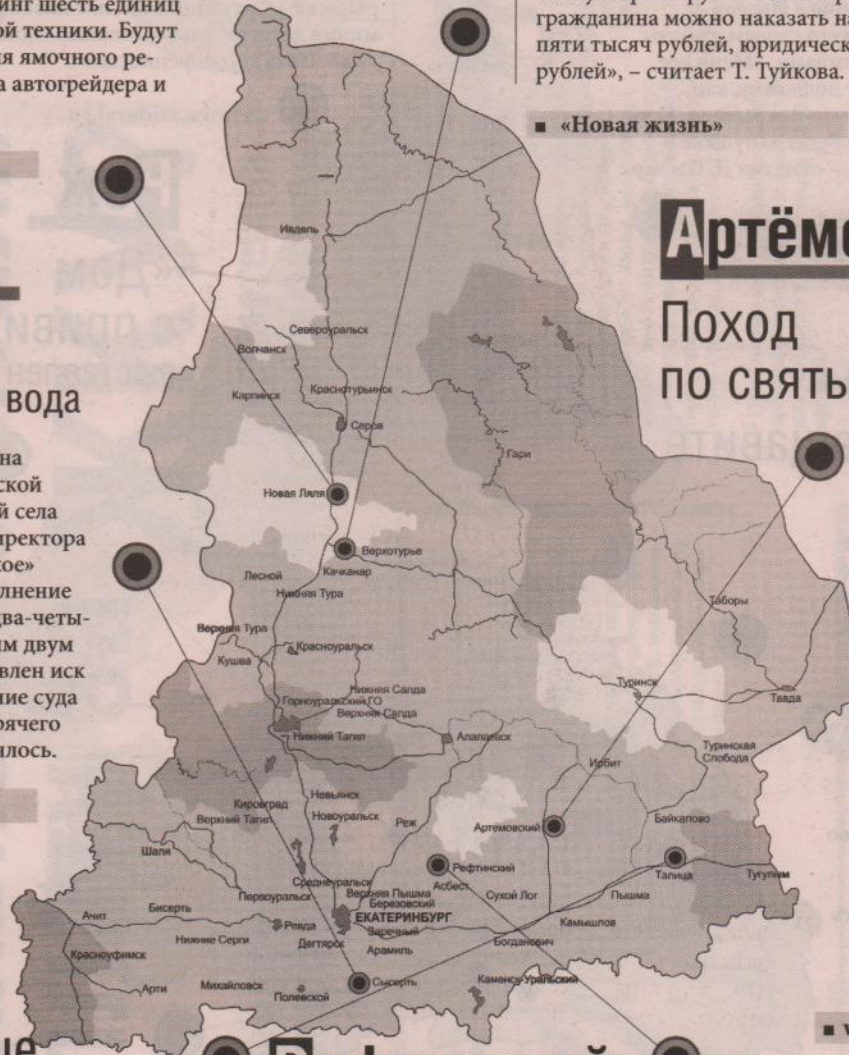 инг шесть единиц
ой техники. Будут
ия ямочного ре-
а автогрейдера и
гражданина можно наказать на
пяти тысяч рублей, юридическ
рублей», – считает Т. Туйкова.
■ «Новая жизнь»
Артём
Поход
по святы
вода
на
ской
й села
иректора
кое»
лнение
два-четы-
им двум
влен иск
ние суда
рячего
илось.
Ивдель
Североуральск
Волчанск
Краснотурьинск
Карпинск
Серов
Гари
Новая Ляля
Верхотурье
Качканар
Лесной
Нижняя Тура
Таборы
Верхняя Тура
Красноуральск
Кушва
Туринск
Нижняя Салда
Горноуральский ГО
Верхняя Салда
Тавда
Нижний Тагил
Алапаевск
Туринская
Слобода
Ирбит
Невьянск
Кировград
Новоуральск
Верхний Тагил
Реж
Артемовский
Байкалово
Шаля
Рефтинский
Талица
Тугулым
Среднеуральск
Асбест
Первоуральск
Верхняя Пышма
Сухой Лог
Пышма
Березовский
Бисерть
Ачит
ЕКАТЕРИНБУРГ
Ревда
Заречный
Камышлов
Нижние Серги
Дегтярск
Богданович
Арамиль
Красноуфимск
Сысерть
Каменск-Уральский
Арти
Михайловск
Полевской